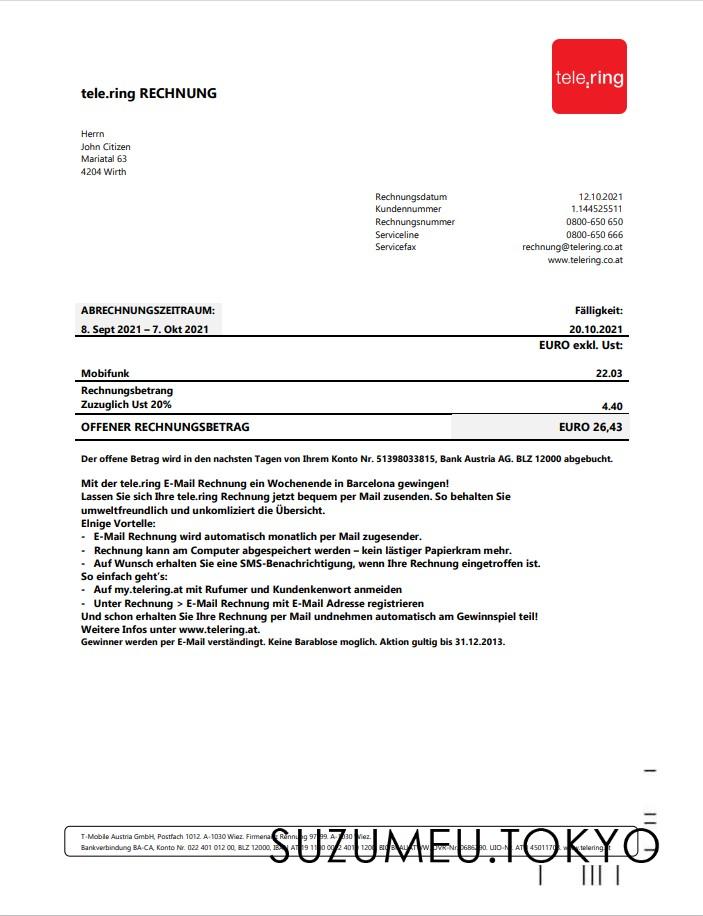 tele.ring
tele.ring RECHNUNG
Herrn
John Citizen
Mariatal 63
4204 Wirth
Rechnungsdatum 12.10.2021
Kundennummer 1.144525511
Rechnungsnummer 0800-650 650
Serviceline 0800-650 666
Servicefax rechnung@telering.co.at
www.telering.co.at
ABRECHNUNGSZEITRAUM: Fälligkeit:
8. Sept 2021 – 7. Okt 2021 20.10.2021
EURO exkl. Ust:
Mobifunk 22.03
Rechnungsbetrang
Zuzuglich Ust 20% 4.40
OFFENER RECHNUNGSBETRAG EURO 26,43
Der offene Betrag wird in den nachsten Tagen von Ihrem Konto Nr. 51398033815, Bank Austria AG. BLZ 12000 abgebucht.
Mit der tele.ring E-Mail Rechnung ein Wochenende in Barcelona gewingen!
Lassen Sie sich Ihre tele.ring Rechnung jetzt bequem per Mail zusenden. So behalten Sie
umweltfreundlich und unkomliziert die Übersicht.
Elnige Vortelle:
- E-Mail Rechnung wird automatisch monatlich per Mail zugesender.
- Rechnung kann am Computer abgespeichert werden – kein lästiger Papierkram mehr.
- Auf Wunsch erhalten Sie eine SMS-Benachrichtigung, wenn Ihre Rechnung eingetroffen ist.
So einfach geht's:
- Auf my.telering.at mit Rufumer und Kundenkenwort anmeiden
- Unter Rechnung > E-Mail Rechnung mit E-Mail Adresse registrieren
Und schon erhalten Sie Ihre Rechnung per Mail undnehmen automatisch am Gewinnspiel teil!
Weitere Infos unter www.telering.at.
Gewinner werden per E-Mail verständingt. Keine Barablose moglich. Aktion gultig bis 31.12.2013.
T-Mobile Austria GmbH, Postfach 1012. A-1030 Wiez.
Bankverbindung BA-CA, Konto Nr. 022 401 012 00, BLZ 12000,
SUZUMEU.TOKYO